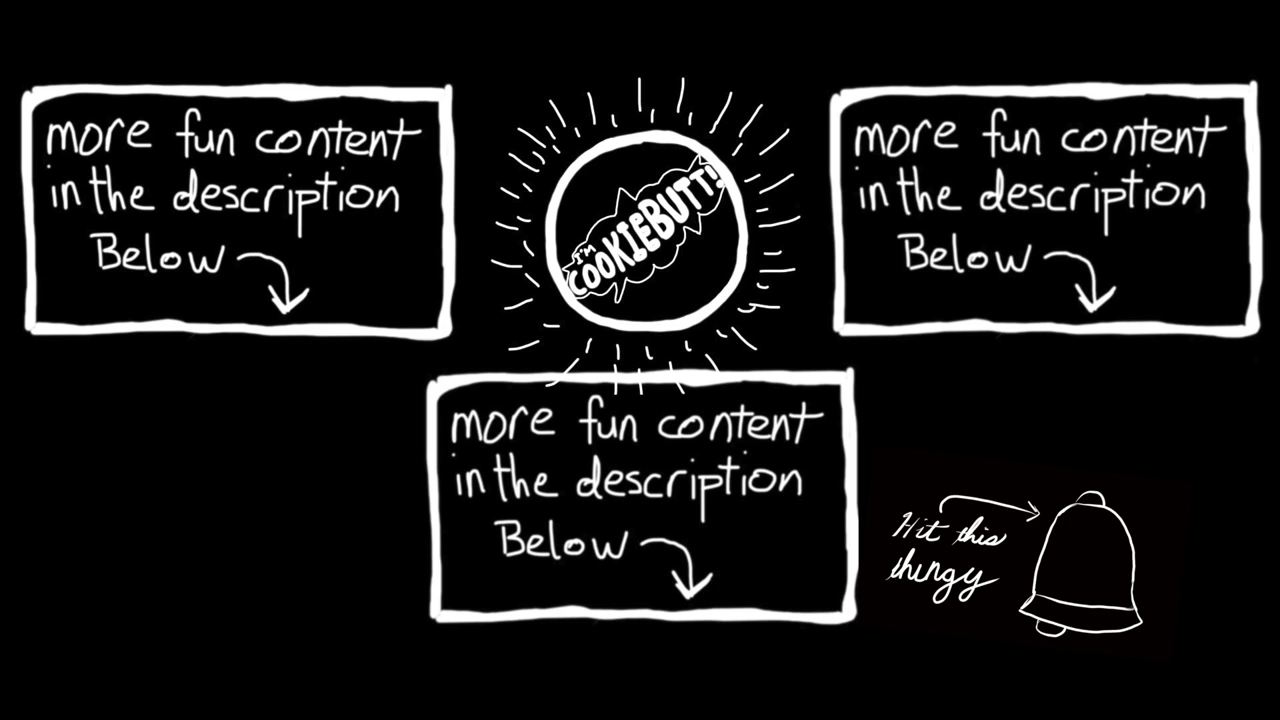 more fun content
in the description
Below
I'M
COOKIEBUTT!
more fun content
in the description
Below
more fun content
in the description
Below
Hit this
thingy